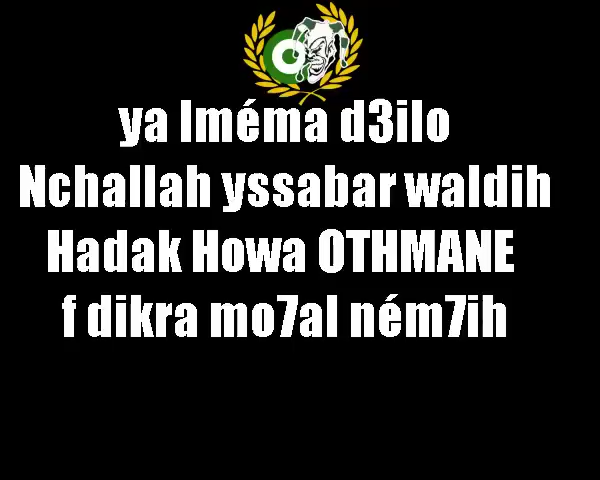 ya lméma d3ilo
Nchallah yssabar waldih
Hadak Howa OTHMANE
f dikra mo7al ném7ih